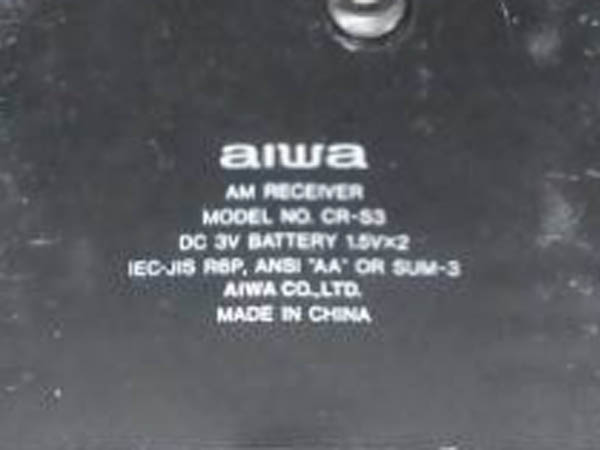 aiwa
AM RECEIVER
MODEL NO. CR-S3
DC 3V BATTERY 1.5V×2
IEC-JIS R6P, ANSI "AA" OR SUM-3
AIWA CO.,LTD.
MADE IN CHINA